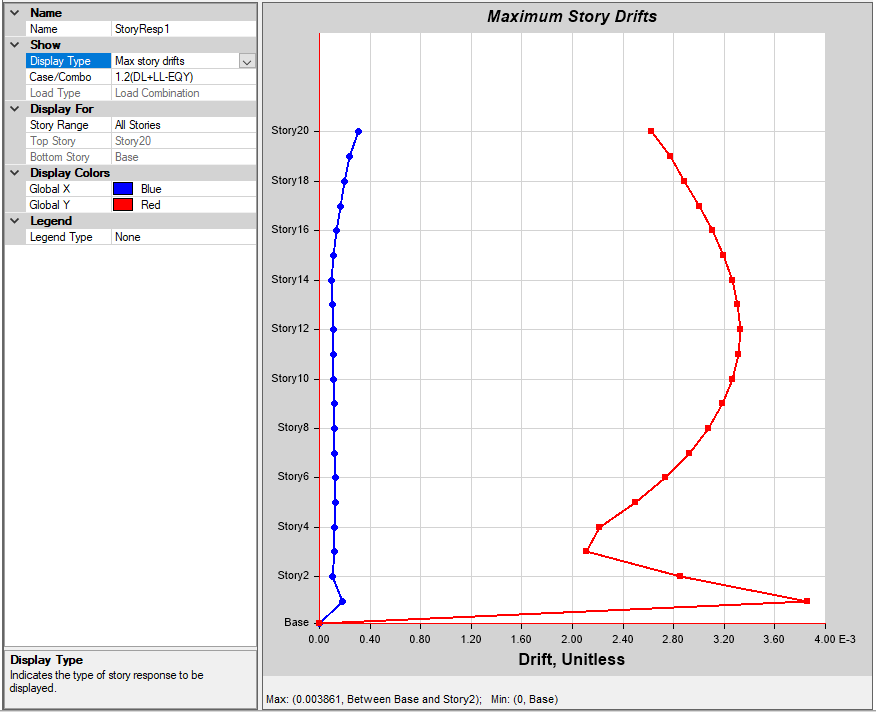 Name
Name StoryResp1
Show
Display Type Max story drifts
Case/Combo 1.2(DL+LL-EQY)
Load Type Load Combination
Display For
Story Range All Stories
Top Story Story20
Bottom Story Base
Display Colors
Global X Blue
Global Y Red
Legend
Legend Type None
Display Type
Indicates the type of story response to be
displayed.
Maximum Story Drifts
Story20
Story18
Story16
Story14
Story12
Story10
Story8
Story6
Story4
Story2
Base
0.00 0.40 0.80 1.20 1.60 2.00 2.40 2.80 3.20 3.60 4.00 E-3
Drift, Unitless
Max: (0.003861, Between Base and Story2); Min: (0, Base)